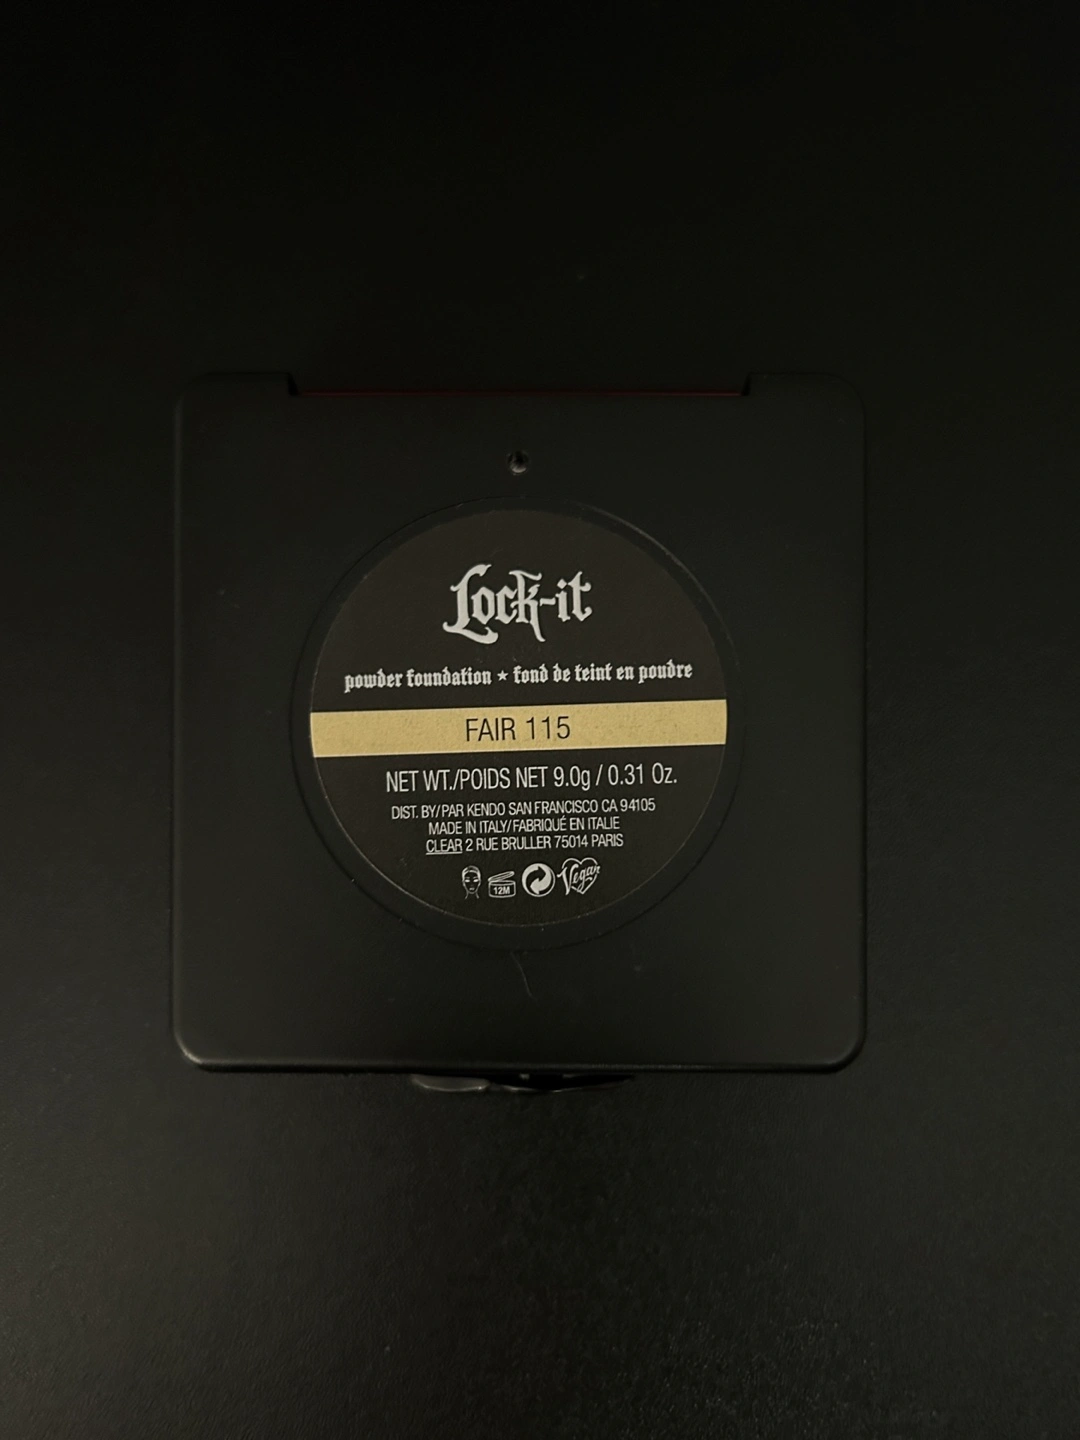 Lock-it
powder foundation ★ fond de teint en poudre
FAIR 115
NET WT./POIDS NET 9.0g / 0.31 Oz.
DIST. BY/PAR KENDO SAN FRANCISCO CA 94105
MADE IN ITALY/FABRIQUÉ EN ITALIE
CLEAR 2 RUE BRULLER 75014 PARIS
12M Vegan